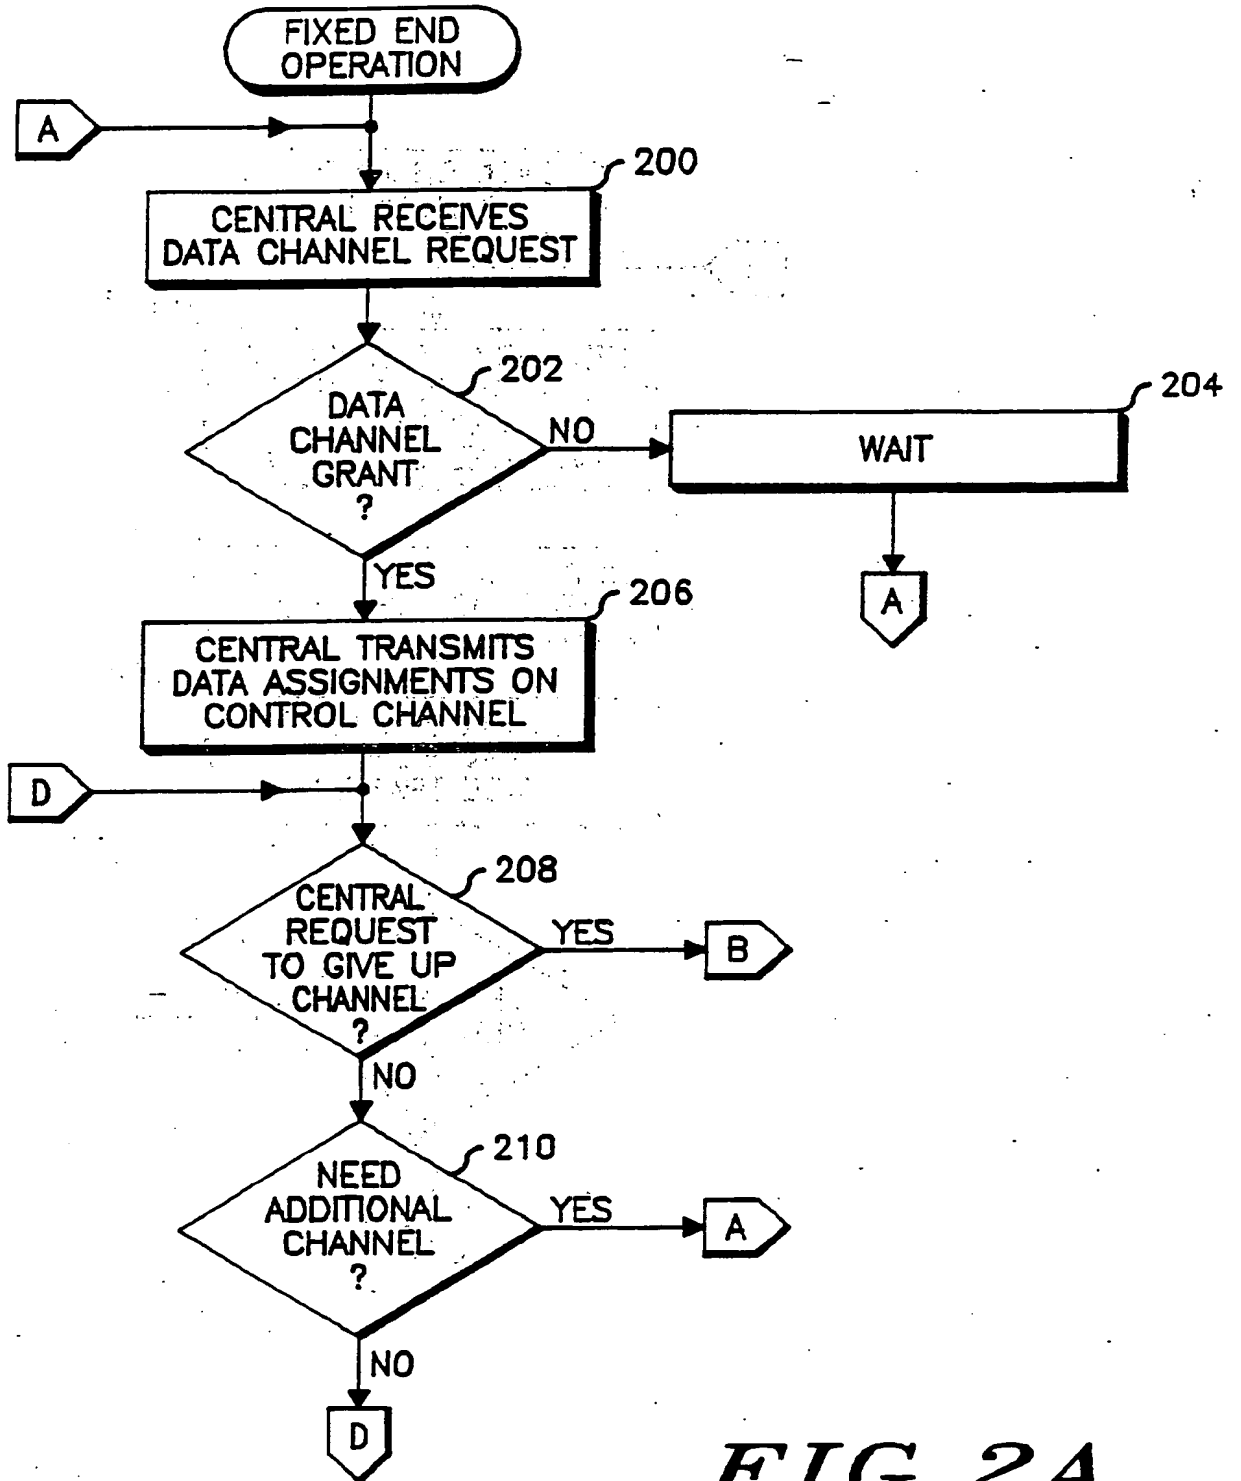 FIXED END
OPERATION
A
200
CENTRAL RECEIVES
DATA CHANNEL REQUEST
202
DATA
CHANNEL
GRANT
?
NO
204
WAIT
A
YES
206
CENTRAL TRANSMITS
DATA ASSIGNMENTS ON
CONTROL CHANNEL
D
208
CENTRAL
REQUEST
TO GIVE UP
CHANNEL
?
YES
B
NO
210
NEED
ADDITIONAL
CHANNEL
?
YES
A
NO
D
FIG. 2A